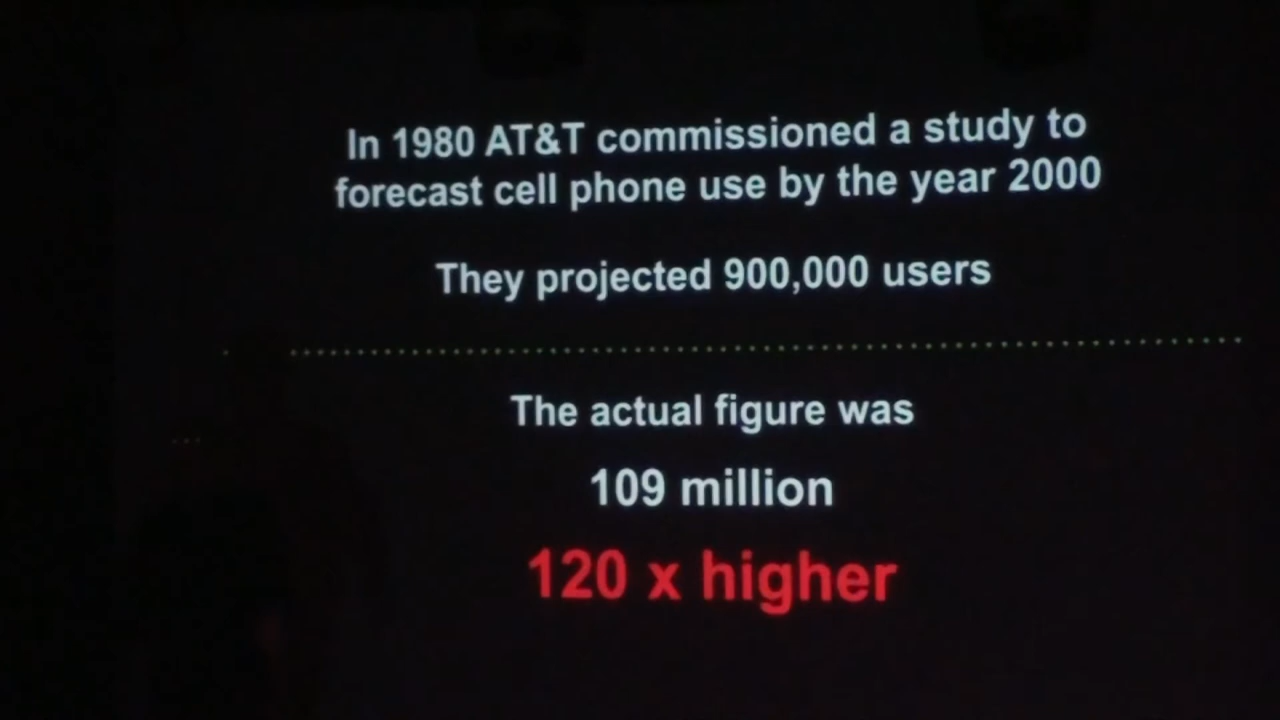 In 1980 AT&T commissioned a study to
forecast cell phone use by the year 2000
They projected 900,000 users
The actual figure was
109 million
120 x higher